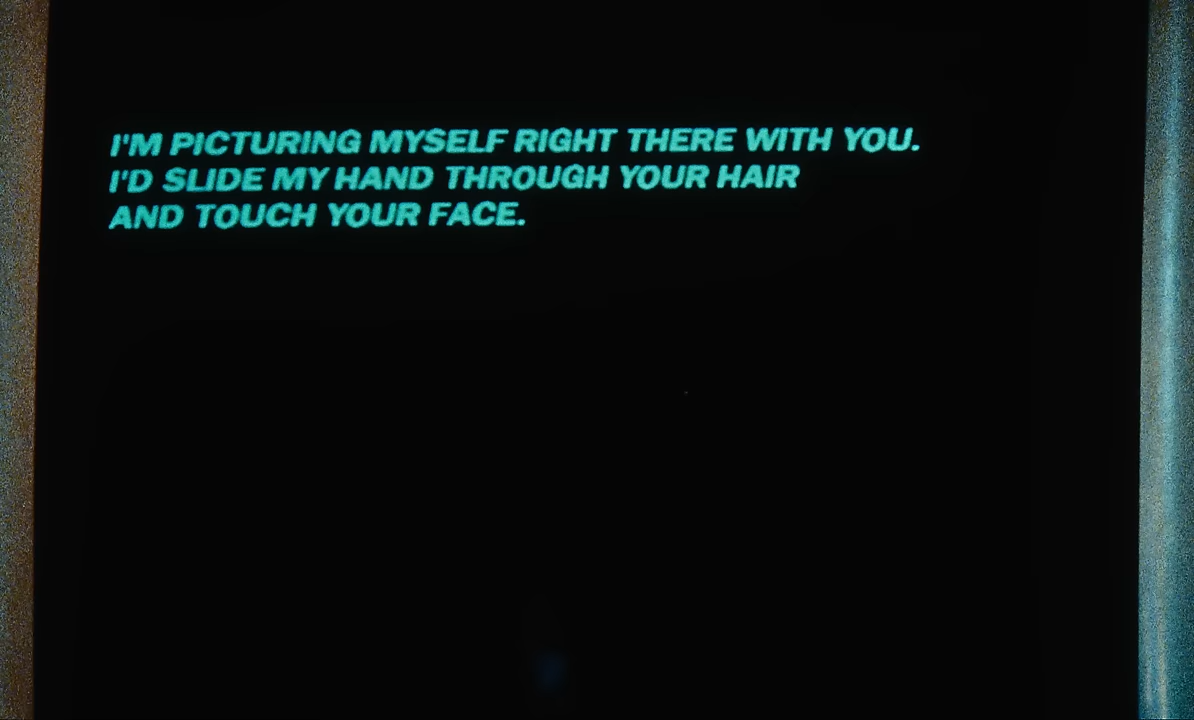 I'M PICTURING MYSELF RIGHT THERE WITH YOU.
I'D SLIDE MY HAND THROUGH YOUR HAIR
AND TOUCH YOUR FACE.